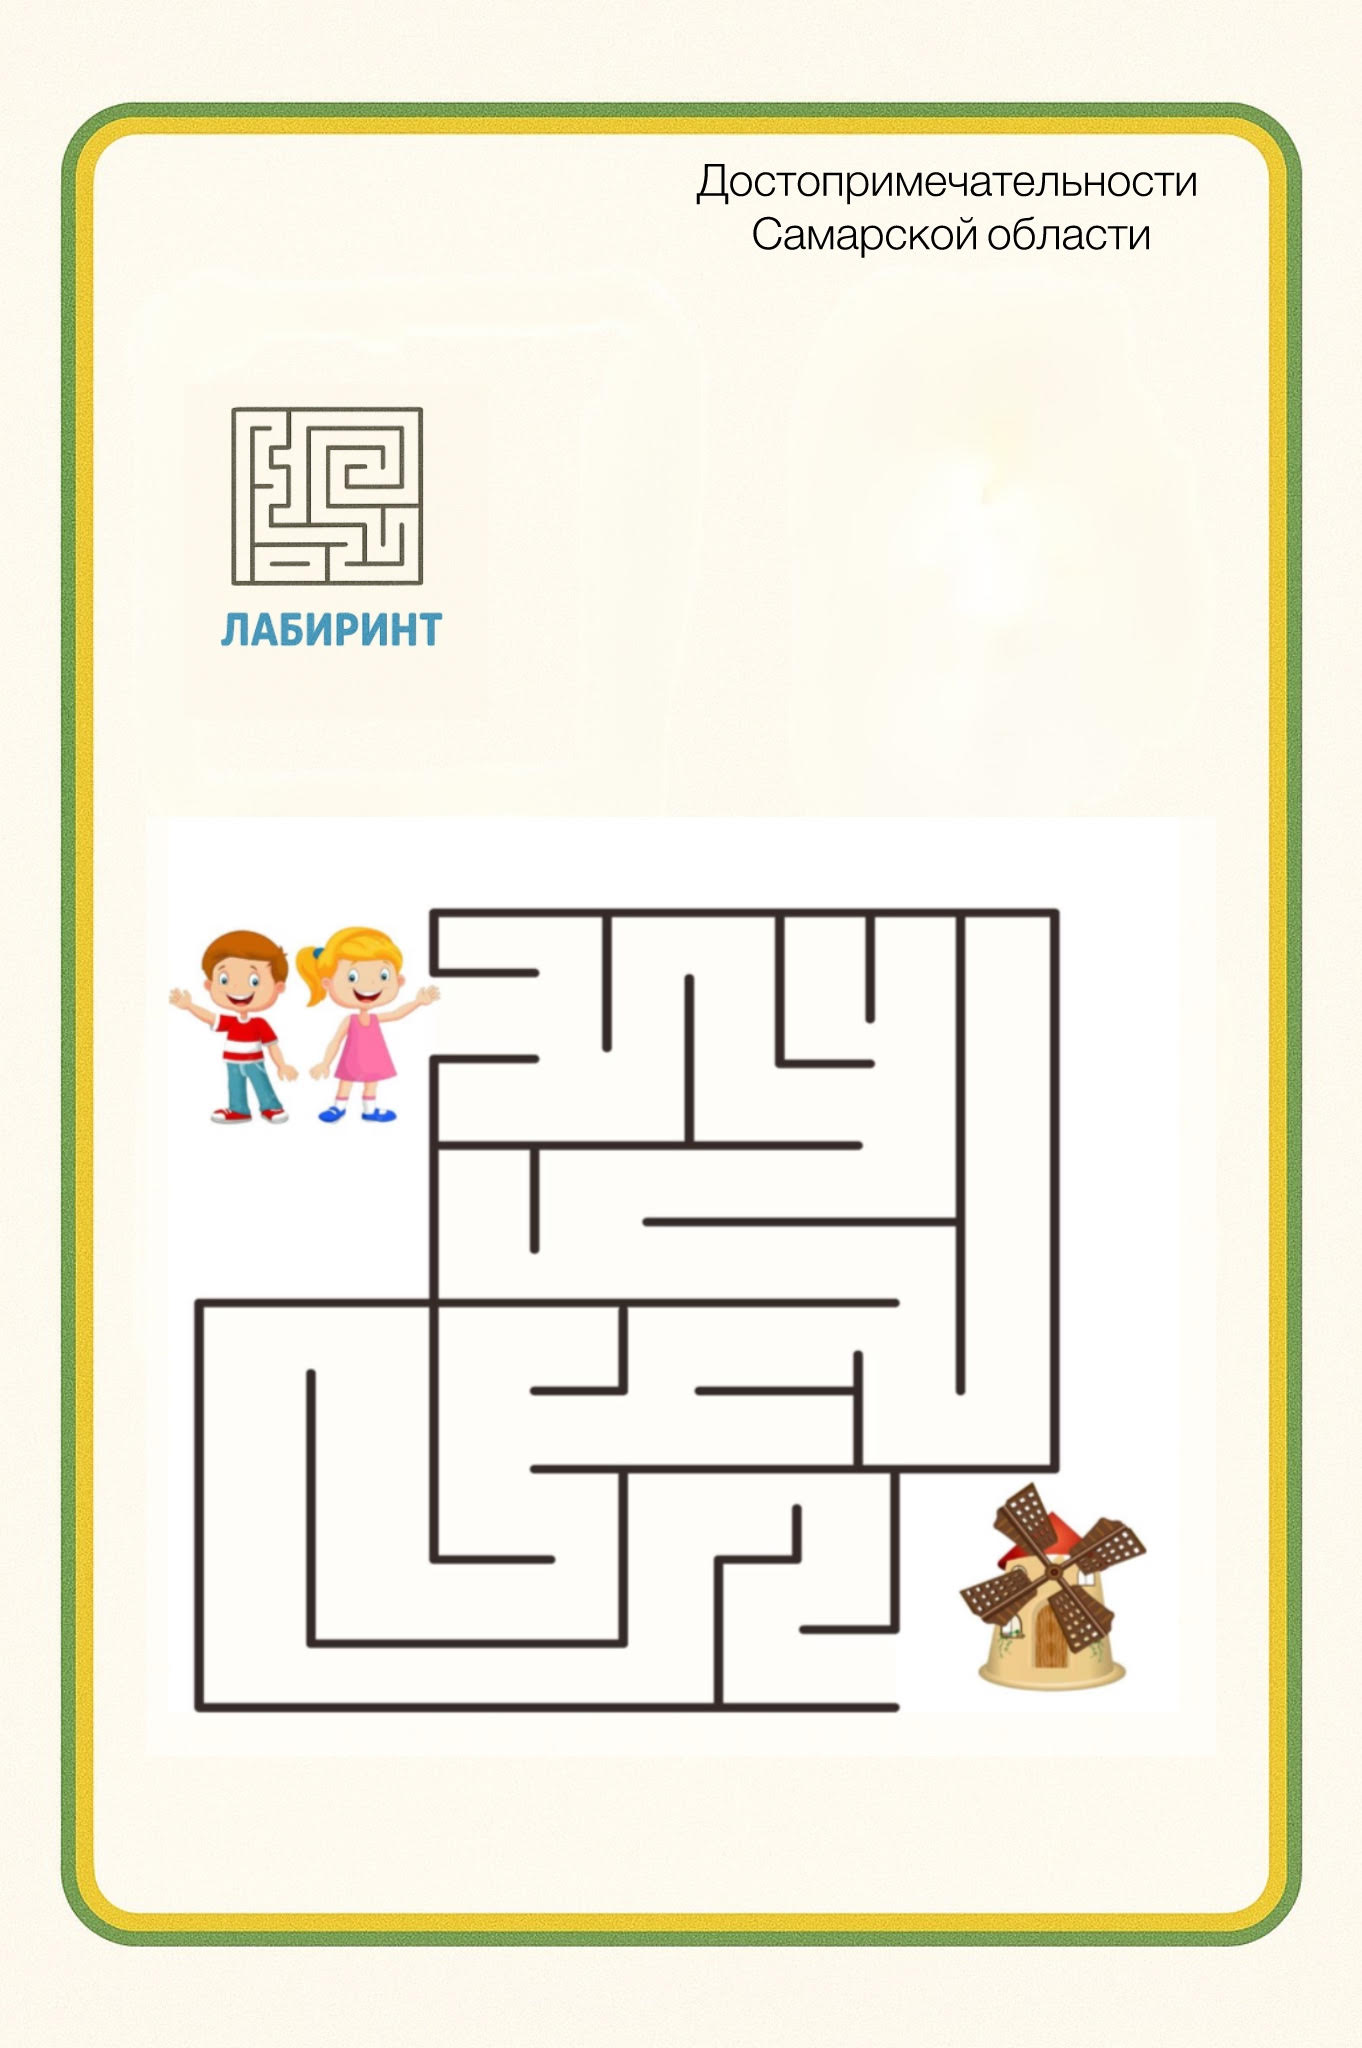 Достопримечательности
Самарской области
ЛАБИРИНТ